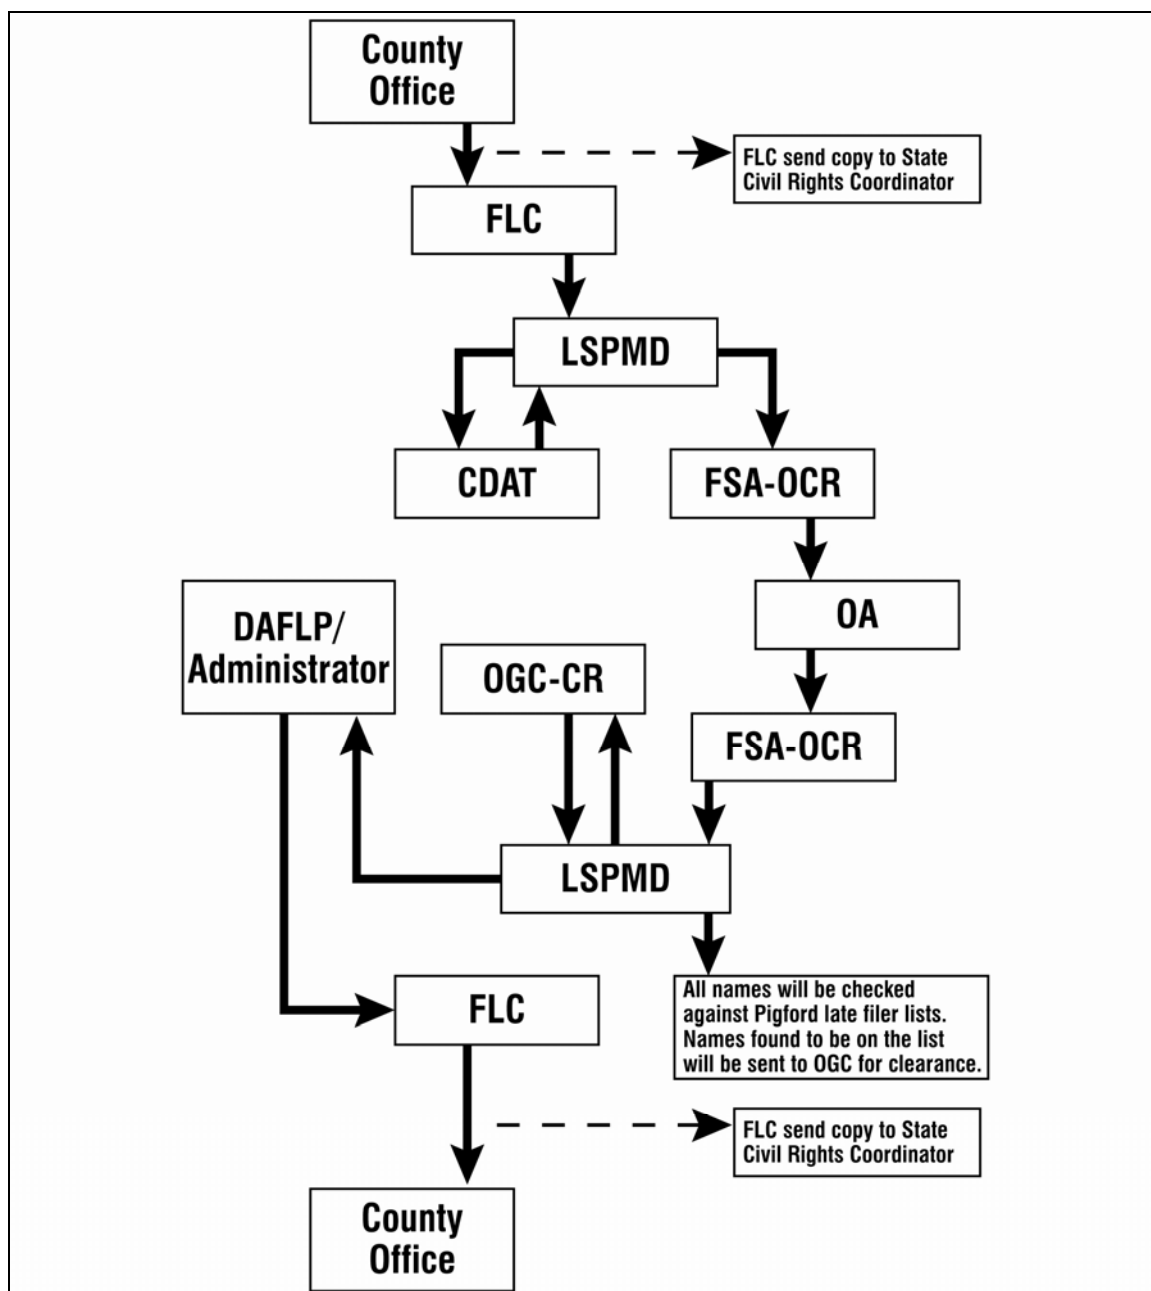 County
Office
FLC send copy to State
Civil Rights Coordinator
FLC
LSPMD
CDAT
FSA-OCR
OA
DAFLP/
Administrator
OGC-CR
FSA-OCR
LSPMD
All names will be checked
against Pigford late filer lists.
Names found to be on the list
will be sent to OGC for clearance.
FLC
FLC send copy to State
Civil Rights Coordinator
County
Office